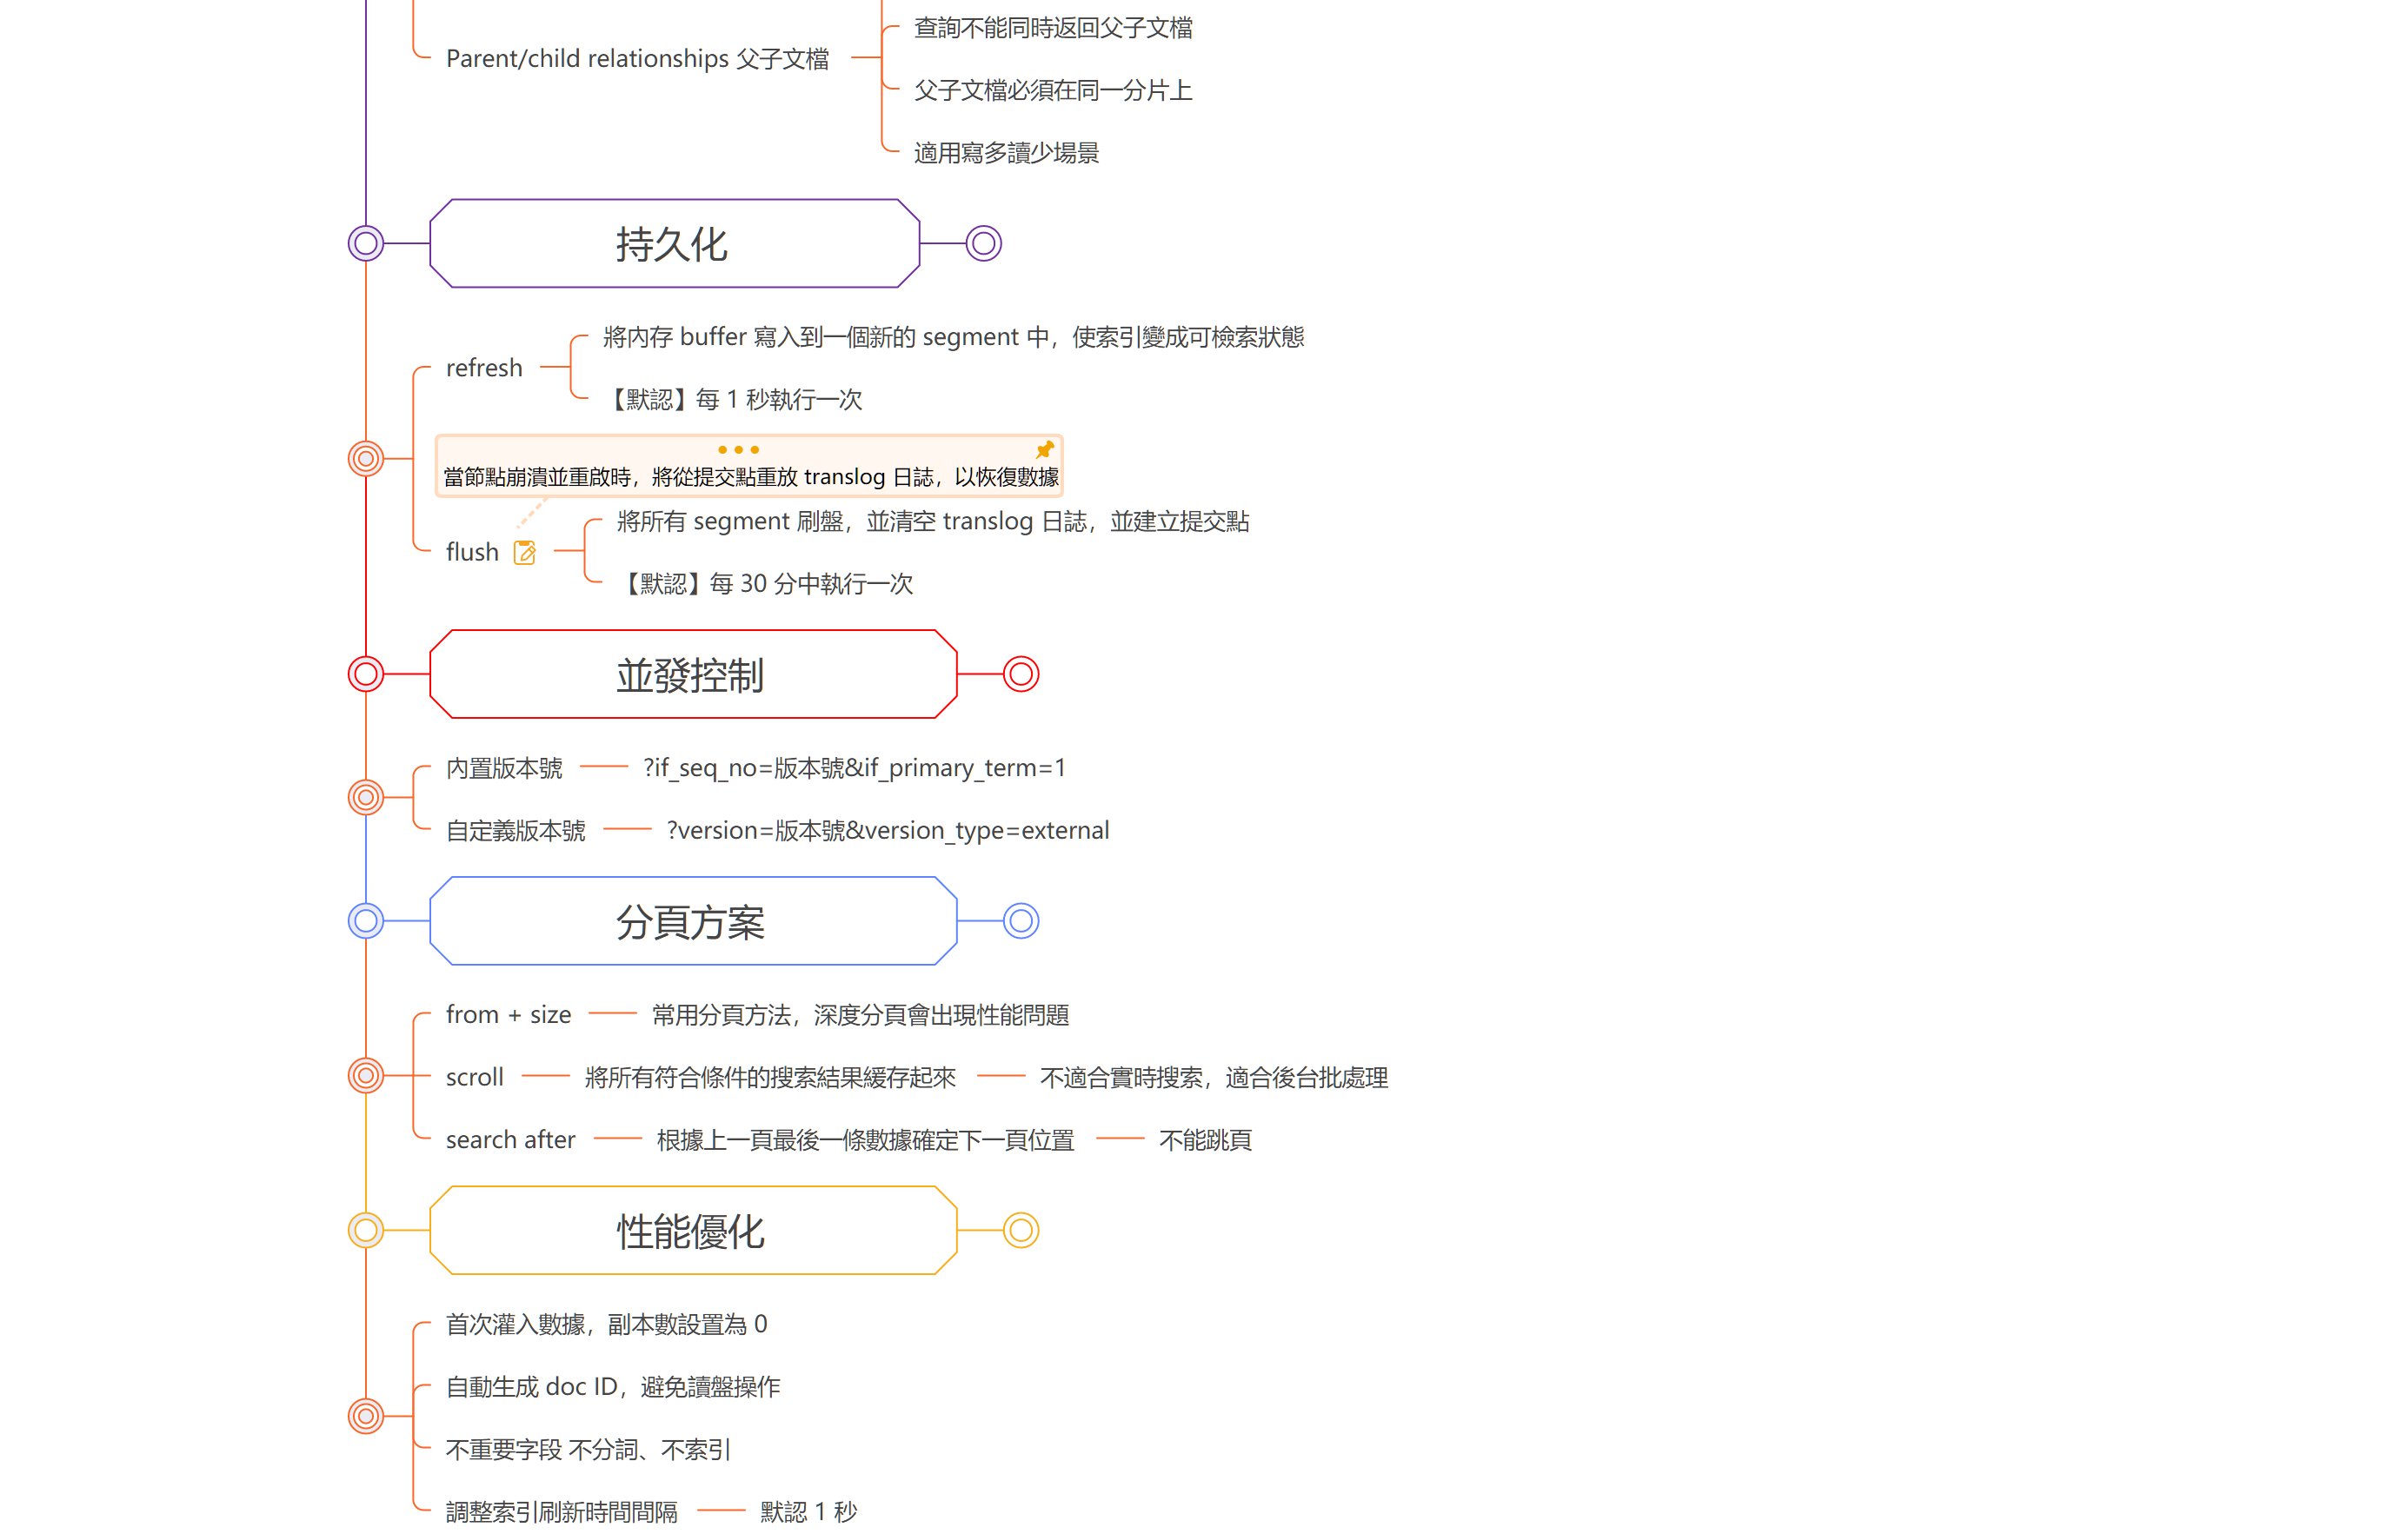 查詢不能同時返回父子文檔
Parent/child relationships 父子文檔
父子文檔必須在同一分片上
適用寫多讀少場景
持久化
將內存 buffer 寫入到一個新的 segment 中，使索引變成可檢索狀態
refresh
【默認】每 1 秒執行一次
當節點崩潰並重啟時，將從提交點重放 translog 日誌，以恢復數據
將所有 segment 刷盤，並清空 translog 日誌，並建立提交點
flush
【默認】每 30 分中執行一次
並發控制
內置版本號 ?if_seq_no=版本號&if_primary_term=1
自定義版本號 ?version=版本號&version_type=external
分頁方案
from + size 常用分頁方法，深度分頁會出現性能問題
scroll 將所有符合條件的搜索結果緩存起來 不適合實時搜索，適合後台批處理
search after 根據上一頁最後一條數據確定下一頁位置 不能跳頁
性能優化
首次灌入數據，副本數設置為 0
自動生成 doc ID，避免讀盤操作
不重要字段 不分詞、不索引
調整索引刷新時間間隔 默認 1 秒